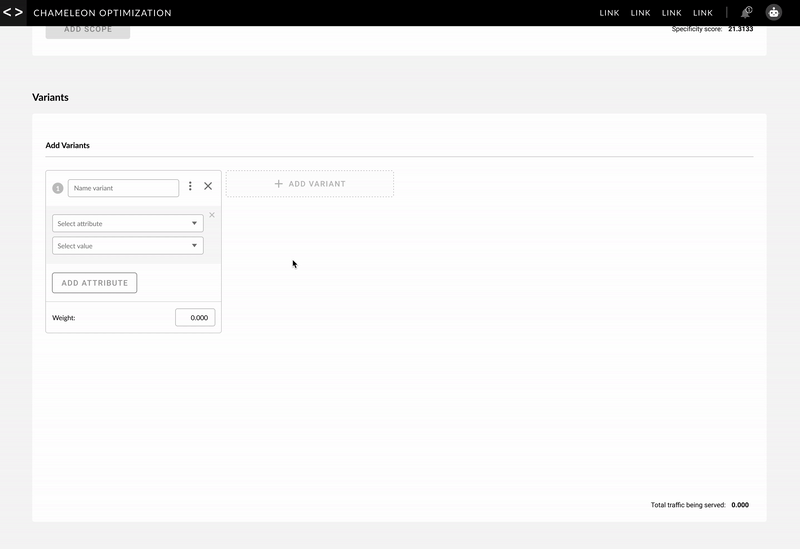 < > CHAMELEON OPTIMIZATION LINK LINK LINK LINK
ADD SCOPE
Specificity score: 21.3133
Variants
Add Variants
1 Name variant
+ ADD VARIANT
Select attribute
Select value
ADD ATTRIBUTE
Weight: 0.000
Total traffic being served: 0.000